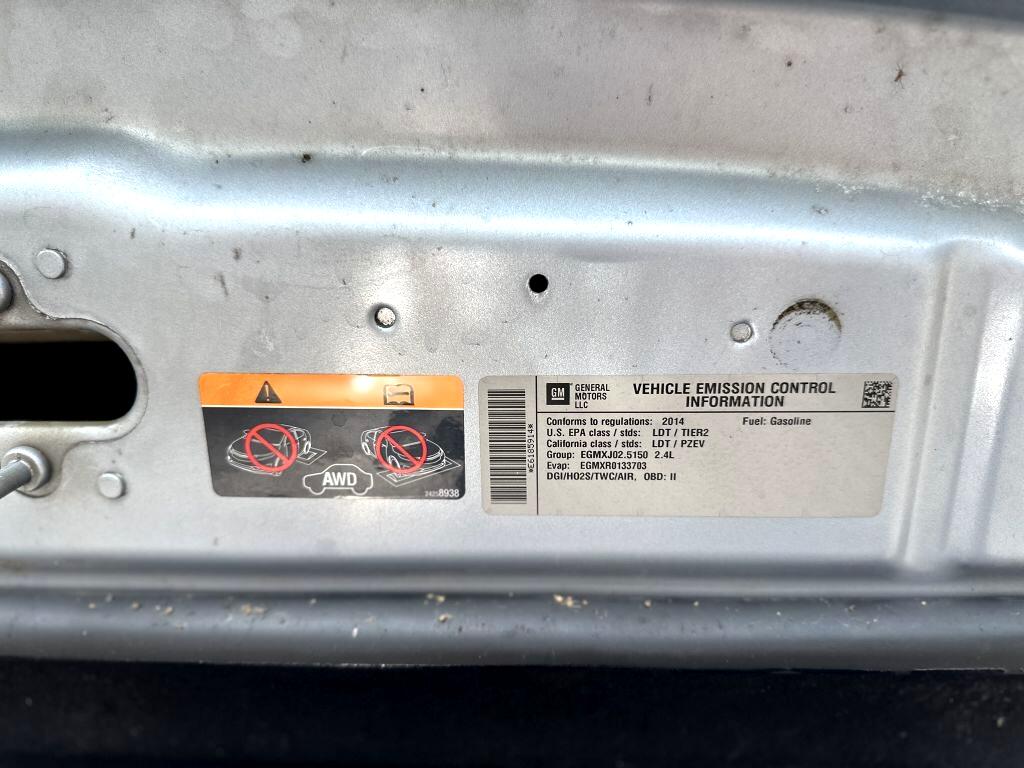 AWD
24258938
*E6185914*
GM
GENERAL
MOTORS
LLC
VEHICLE EMISSION CONTROL
INFORMATION
Conforms to regulations: 2014 Fuel: Gasoline
U.S. EPA class / stds: LDT / TIER2
California class / stds: LDT / PZEV
Group: EGMXJ02.5150 2.4L
Evap: EGMXR0133703
DGI/HO2S/TWC/AIR, OBD: II